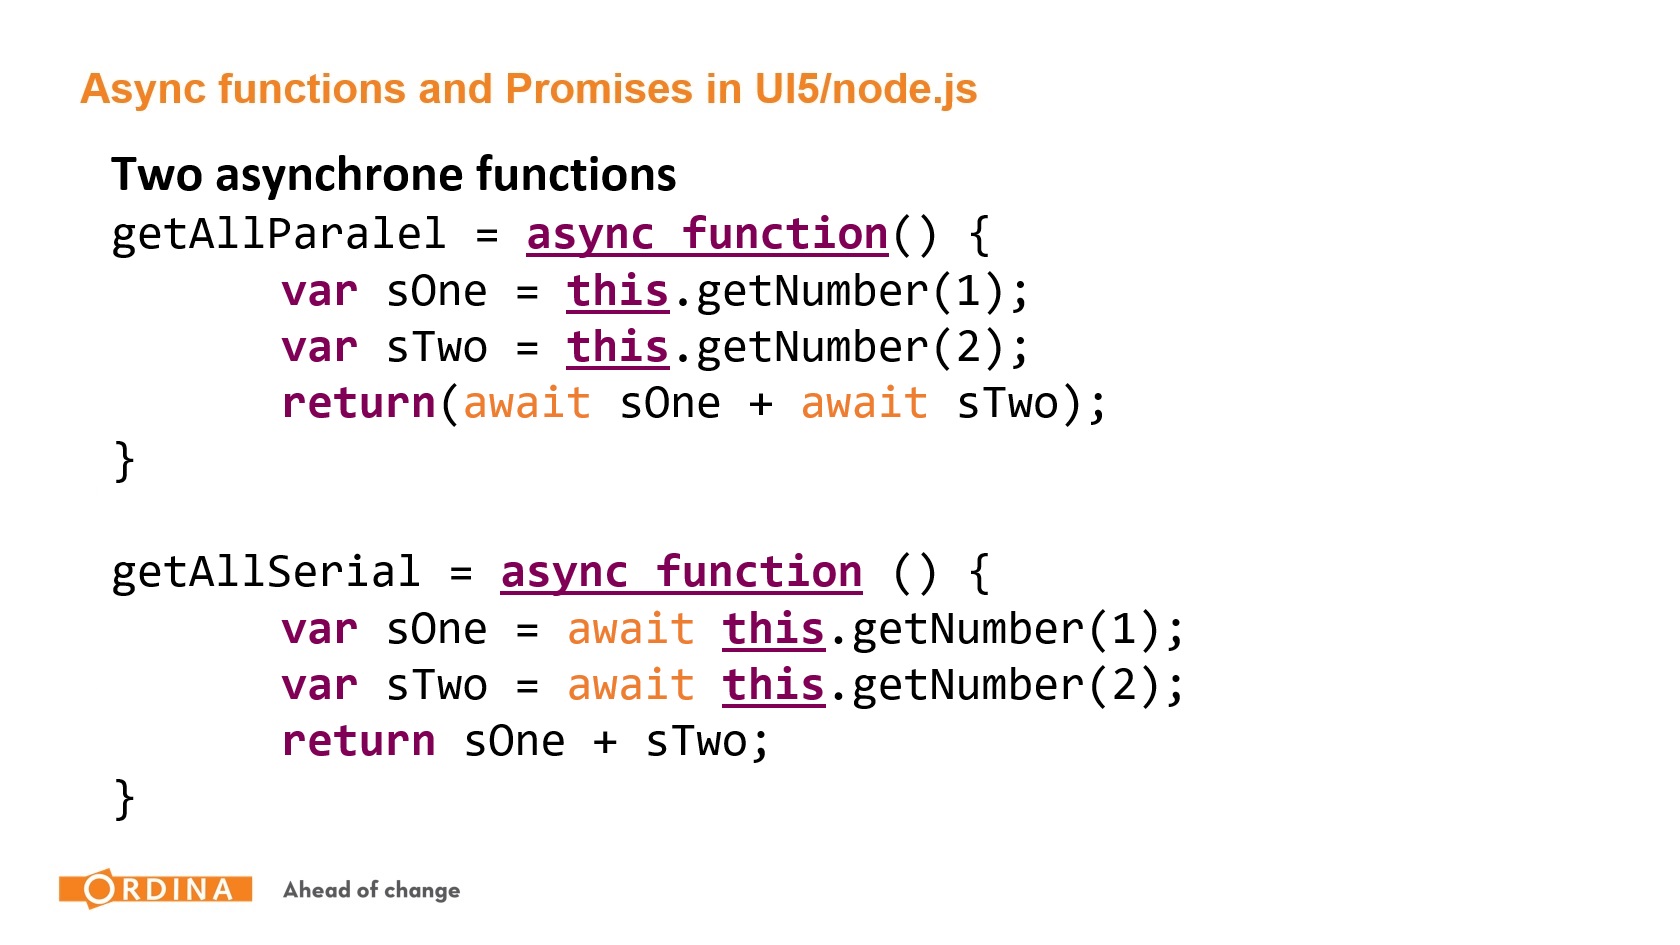 Async functions and Promises in UI5/node.js
Two asynchrone functions
getAllParalel = async function() {
var sOne = this.getNumber(1);
var sTwo = this.getNumber(2);
return(await sOne + await sTwo);
}
getAllSerial = async function () {
var sOne = await this.getNumber(1);
var sTwo = await this.getNumber(2);
return sOne + sTwo;
}
ORDINA Ahead of change